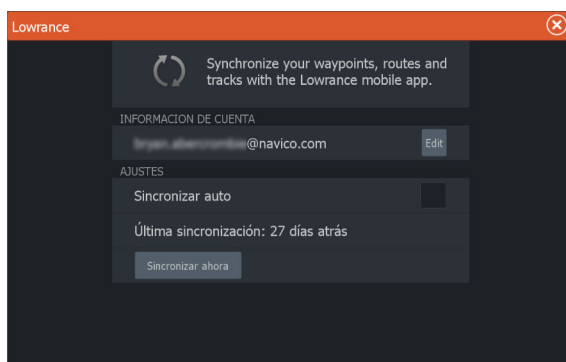 Lowrance
Synchronize your waypoints, routes and
tracks with the Lowrance mobile app.
INFORMACION DE CUENTA
@navico.com
Edit
AJUSTES
Sincronizar auto
Última sincronización: 27 días atrás
Sincronizar ahora